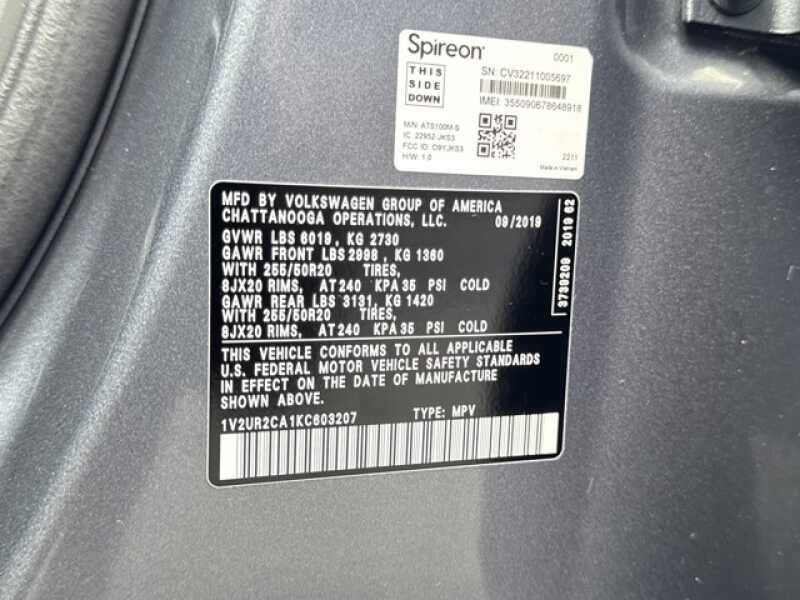 Spireon
0001
THIS
SIDE
DOWN
SN: CV32211005697
IMEI: 355090678648918
M/N: ATS100M-S
IC: 22952-JKS3
FCC ID: O9YJKS3
H/W: 1.0
2211
Made in Vietnam
MFD BY VOLKSWAGEN GROUP OF AMERICA
CHATTANOOGA OPERATIONS, LLC. 09/2019
GVWR LBS 6019, KG 2730
GAWR FRONT LBS 2998, KG 1360
WITH 255/50R20 TIRES,
8JX20 RIMS, AT 240 KPA 35 PSI COLD
GAWR REAR LBS 3131, KG 1420
WITH 255/50R20 TIRES,
8JX20 RIMS, AT 240 KPA 35 PSI COLD
THIS VEHICLE CONFORMS TO ALL APPLICABLE
U.S. FEDERAL MOTOR VEHICLE SAFETY STANDARDS
IN EFFECT ON THE DATE OF MANUFACTURE
SHOWN ABOVE.
1V2UR2CA1KC603207 TYPE: MPV
3739209 2019 02